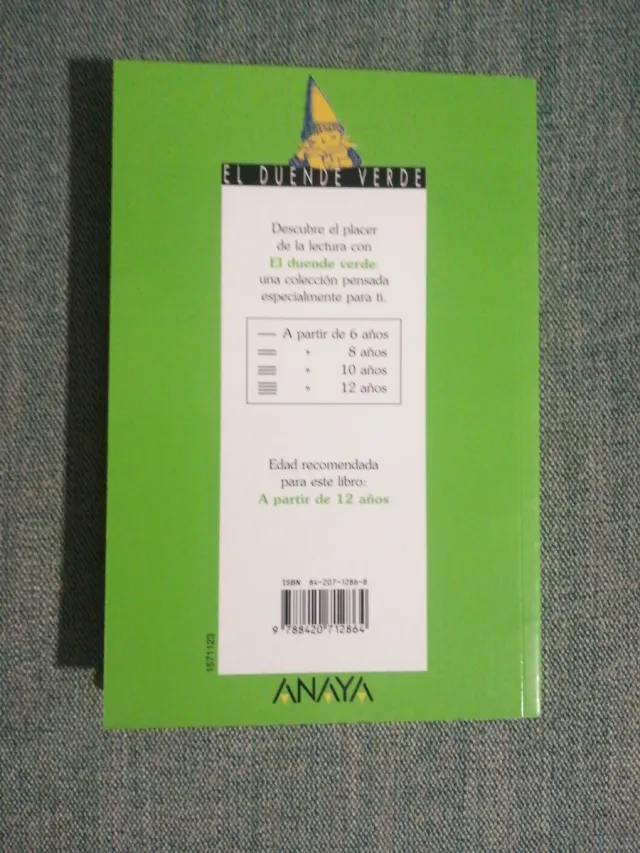 EL DUENDE VERDE
Descubre el placer
de la lectura con
El duende verde:
una colección pensada
especialmente para ti.
A partir de 6 años
" 8 años
" 10 años
" 12 años
Edad recomendada
para este libro:
A partir de 12 años
ISBN 84-207-1286-8
9 788420 712864
1571123
ANAYA